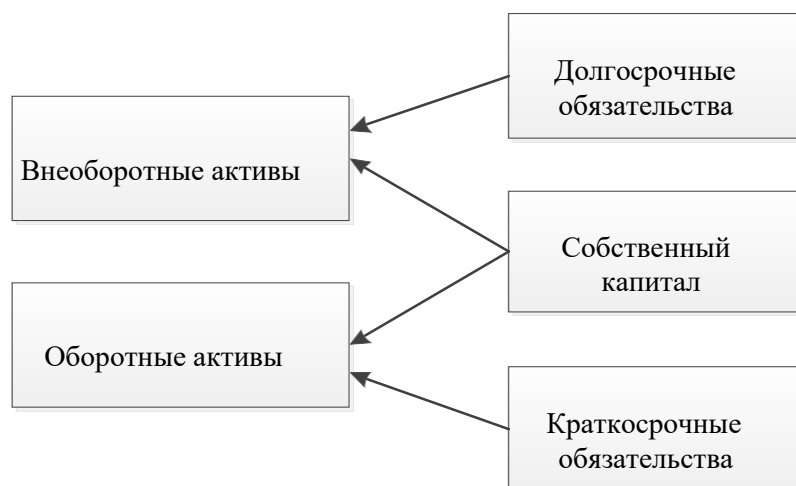 Долгосрочные
обязательства
Внеоборотные активы
Собственный
капитал
Оборотные активы
Краткосрочные
обязательства